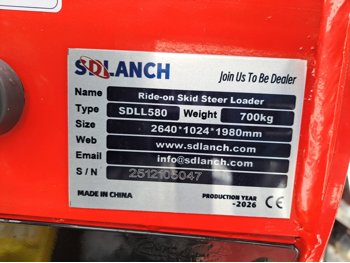 SDLANCH
Join Us To Be Dealer
Name Ride-on Skid Steer Loader
Type SDLL580 Weight 700kg
Size 2640*1024*1980mm
Web www.sdlanch.com
Email info@sdlanch.com
S / N 2512105047
MADE IN CHINA PRODUCTION YEAR
-2026